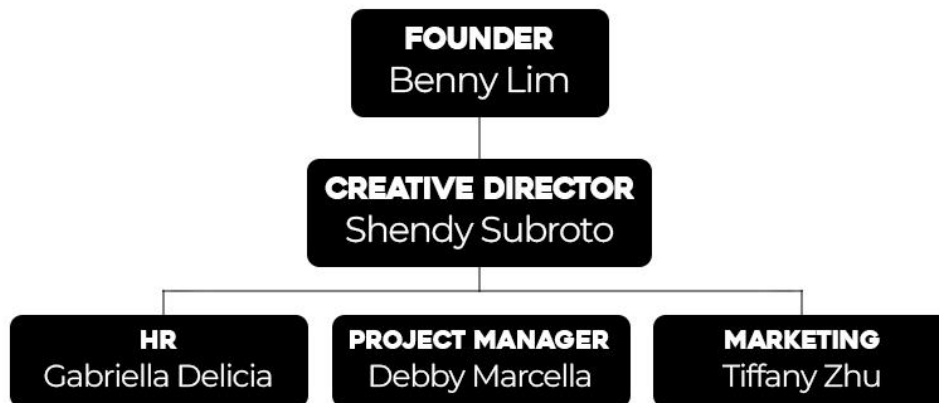 FOUNDER
Benny Lim
CREATIVE DIRECTOR
Shendy Subroto
HR
Gabriella Delicia
PROJECT MANAGER
Debby Marcella
MARKETING
Tiffany Zhu